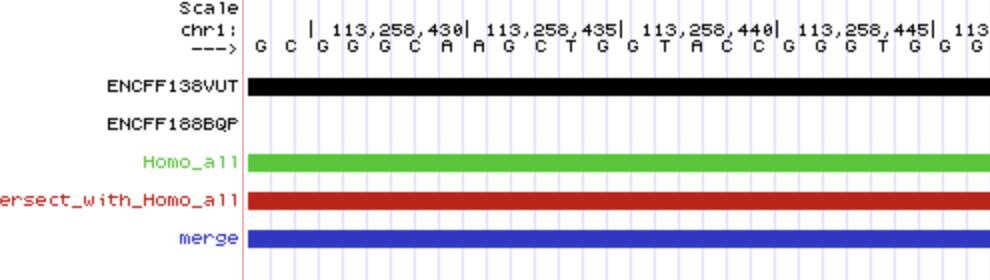 Scale
chr1: | 113,258,430| 113,258,435| 113,258,440| 113,258,445| 113
---> G C G G G C A A G C T G G T A C C G G G T G G G
ENCFF138VUT
ENCFF188BQP
Homo_all
ersect_with_Homo_all
merge